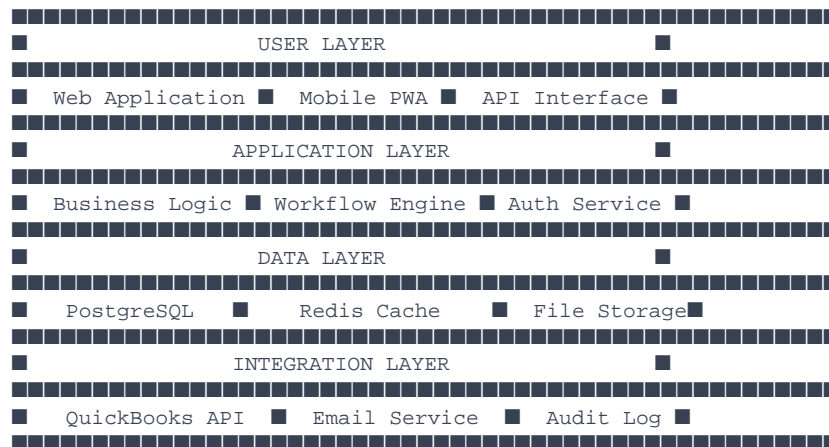 USER LAYER
Web Application ■ Mobile PWA ■ API Interface
APPLICATION LAYER
Business Logic ■ Workflow Engine ■ Auth Service
DATA LAYER
PostgreSQL ■ Redis Cache ■ File Storage
INTEGRATION LAYER
QuickBooks API ■ Email Service ■ Audit Log